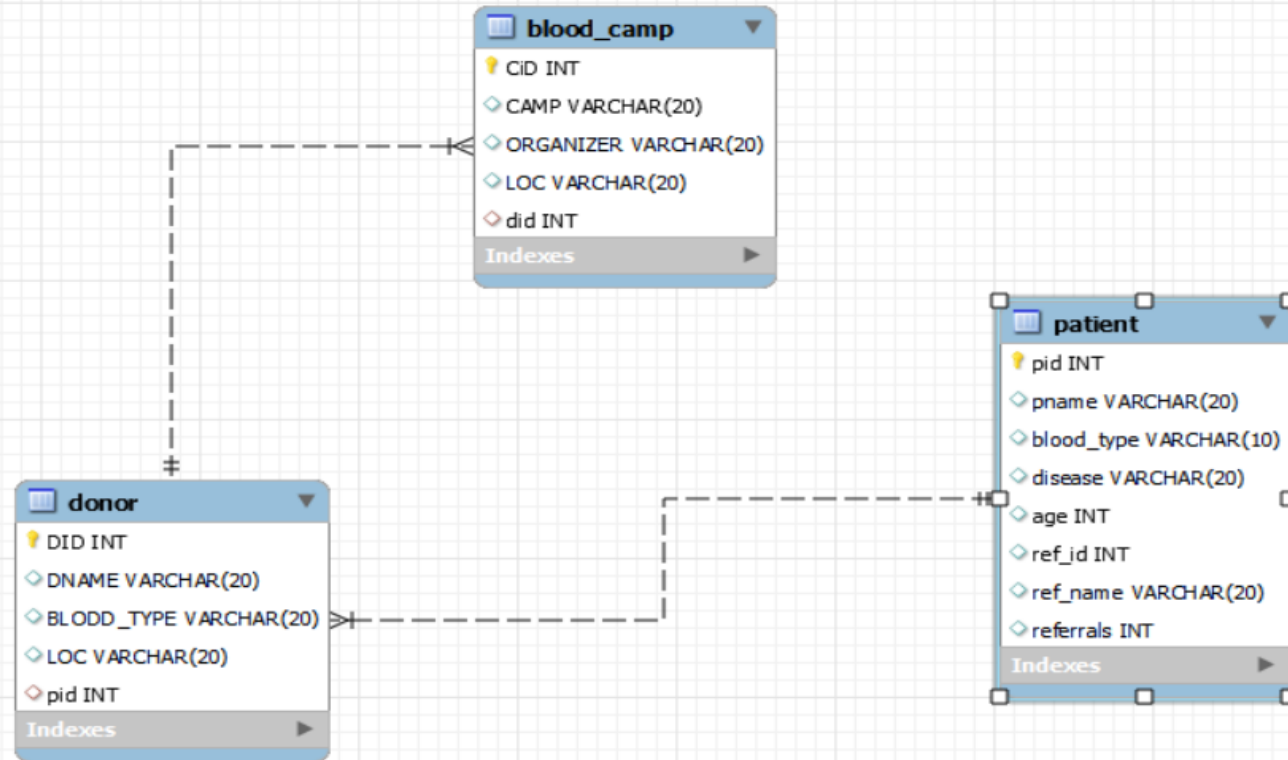 blood_camp
CiD INT
CAMP VARCHAR(20)
ORGANIZER VARCHAR(20)
LOC VARCHAR(20)
did INT
Indexes
patient
pid INT
pname VARCHAR(20)
blood_type VARCHAR(10)
disease VARCHAR(20)
age INT
ref_id INT
ref_name VARCHAR(20)
referrals INT
Indexes
donor
DID INT
DNAME VARCHAR(20)
BLODD_TYPE VARCHAR(20)
LOC VARCHAR(20)
pid INT
Indexes